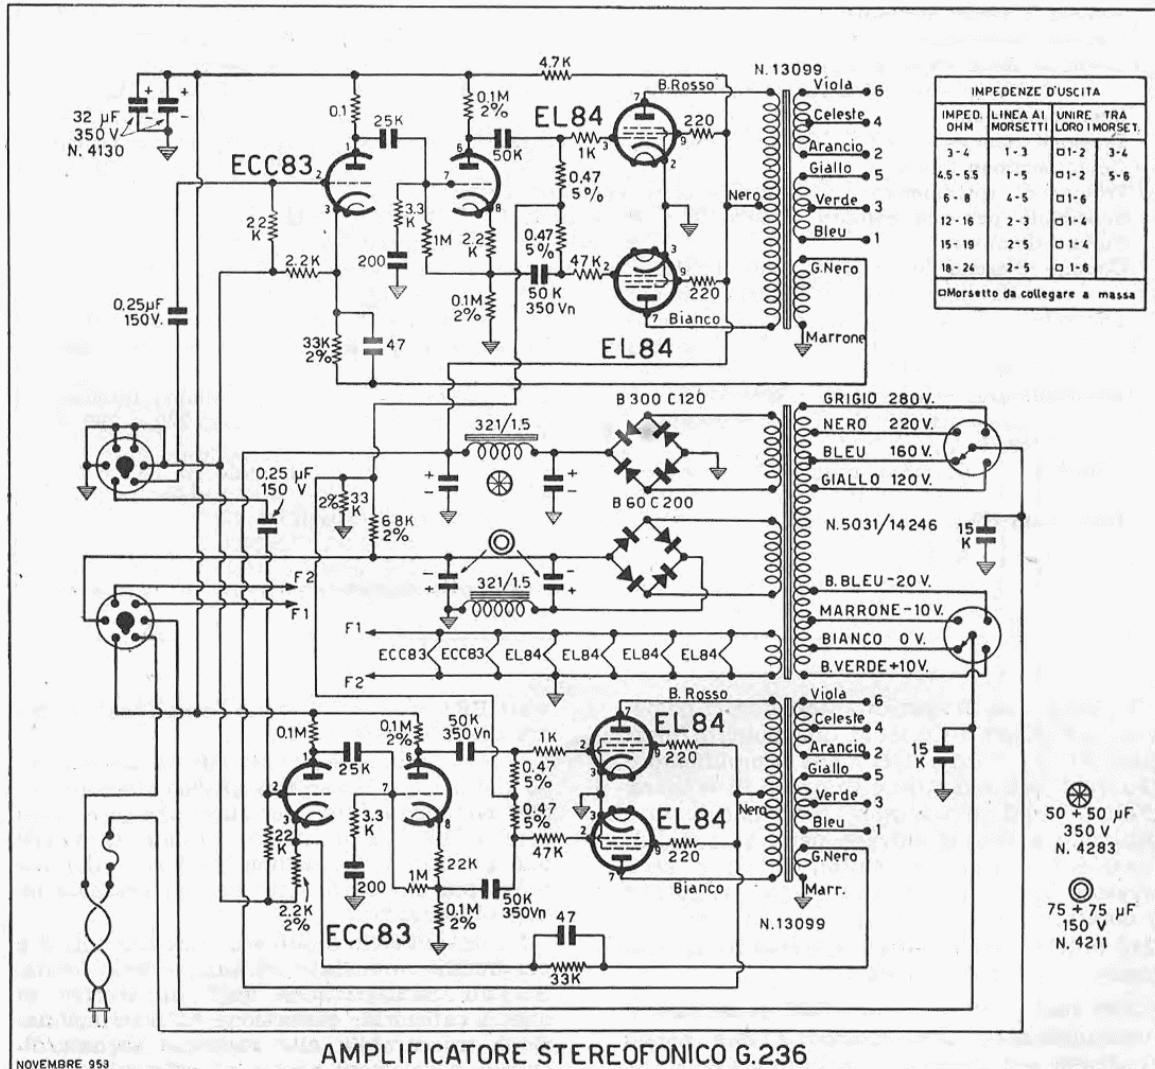 4.7K
N. 13099
B.Rosso
Viola 6
Celeste 4
Arancio 2
Giallo 5
Verde 3
Bleu 1
G.Nero
Marrone
Nero
Bianco
IMPEDENZE D'USCITA
IMPED. OHM LINEA AI MORSETTI UNIRE TRA LORO I MORSET.
3-4 1-3 □1-2 3-4
4.5-5.5 1-5 □1-2 5-6
6-8 4-5 □1-6
12-16 2-3 □1-4
15-19 2-5 □1-4
18-24 2-5 □1-6
□Morsetto da collegare a massa
32 µF
350 V
N. 4130
0.1
25K
0.1M
2%
50K
EL84
1K
220
ECC83
0.47
5%
0.47
5%
22
K
3.3
K
1M
2.2
K
2.2K
200
50K
350Vn
47K
220
0.1M
2%
EL84
0.25µF
150V.
33K
2%
47
B300 C120
321/1.5
B60C200
GRIGIO 280V.
NERO 220V.
BLEU 160V.
GIALLO 120V.
N.5031/14246
15
K
0.25 µF
150 V
2%
33
K
6.8K
2%
321/1.5
F2
F1
B.BLEU-20V.
MARRONE-10V.
BIANCO 0V.
B.VERDE+10V.
F1
ECC83 ECC83 EL84 EL84 EL84 EL84
F2
B.Rosso
Viola 6
Celeste 4
Arancio 2
Giallo 5
Verde 3
Bleu 1
G.Nero
Marr.
Nero
Bianco
N.13099
0.1M
25K
0.1M
2%
50K
350Vn
1K
EL84
220
0.47
5%
0.47
5%
47K
EL84
220
22
K
3.3
K
200
1M
22K
50K
350Vn
0.1M
2%
2.2K
2%
ECC83
47
33K
15
K
50+50 µF
350 V
N. 4283
75+75 µF
150 V
N. 4211
AMPLIFICATORE STEREOFONICO G.236
NOVEMBRE 953